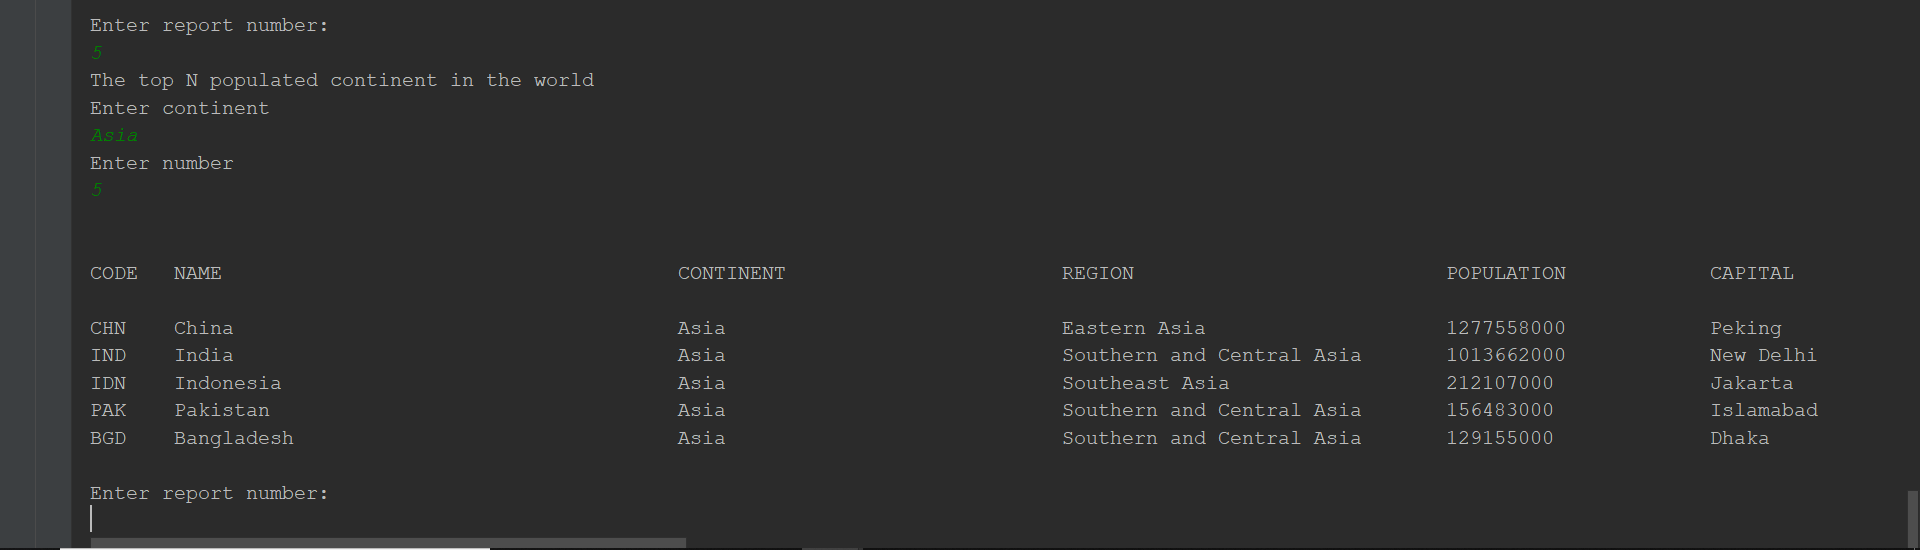 Enter report number:
5
The top N populated continent in the world
Enter continent
Asia
Enter number
5
CODE NAME CONTINENT REGION POPULATION CAPITAL
CHN China Asia Eastern Asia 1277558000 Peking
IND India Asia Southern and Central Asia 1013662000 New Delhi
IDN Indonesia Asia Southeast Asia 212107000 Jakarta
PAK Pakistan Asia Southern and Central Asia 156483000 Islamabad
BGD Bangladesh Asia Southern and Central Asia 129155000 Dhaka
Enter report number: